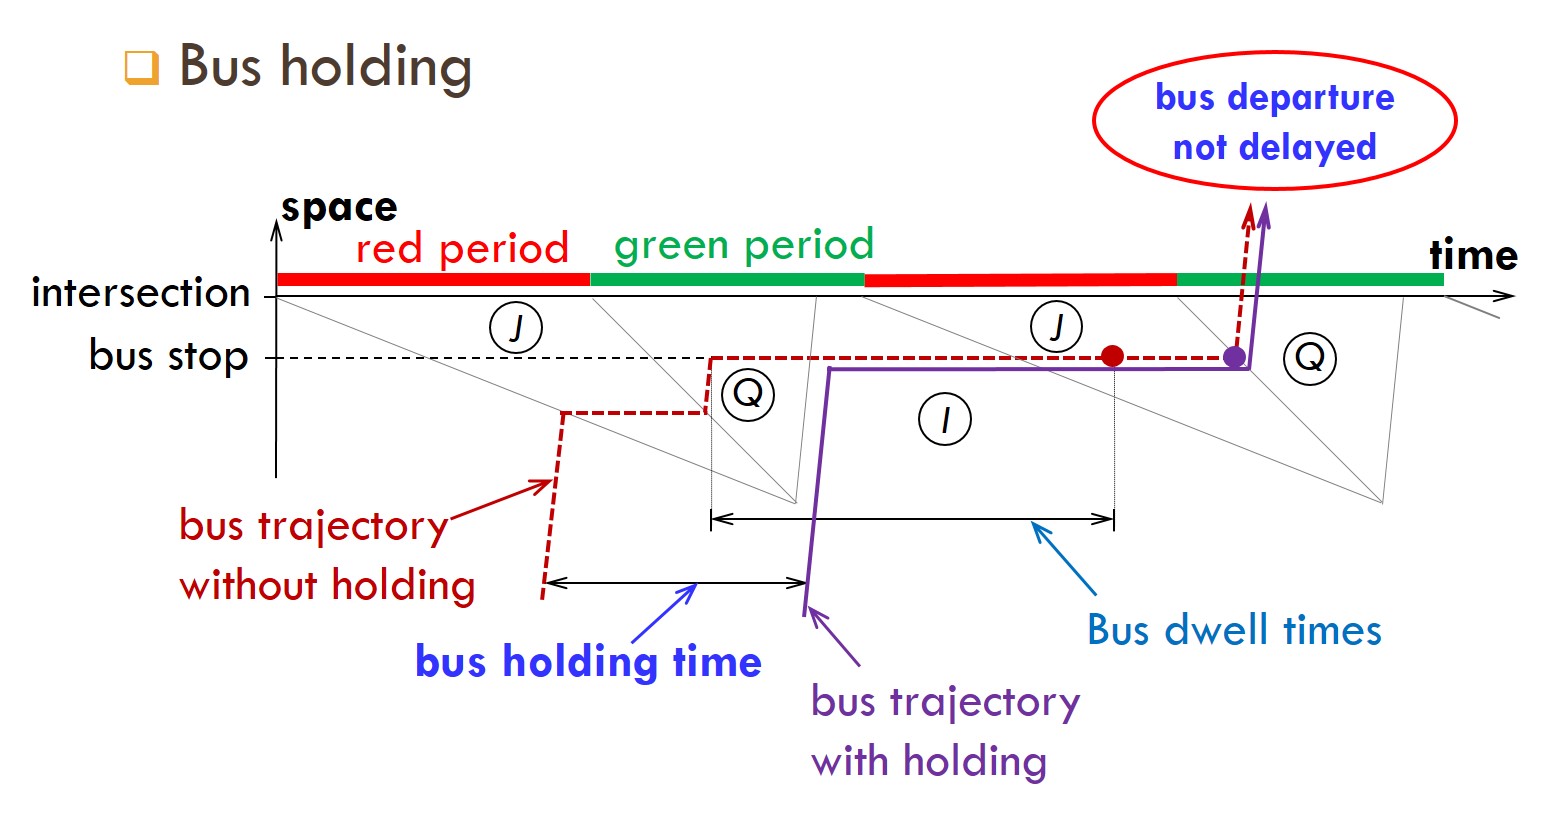 Bus holding
bus departure
not delayed
space
red period
green period
time
intersection
J
J
bus stop
Q
Q
I
bus trajectory
without holding
bus holding time
Bus dwell times
bus trajectory
with holding